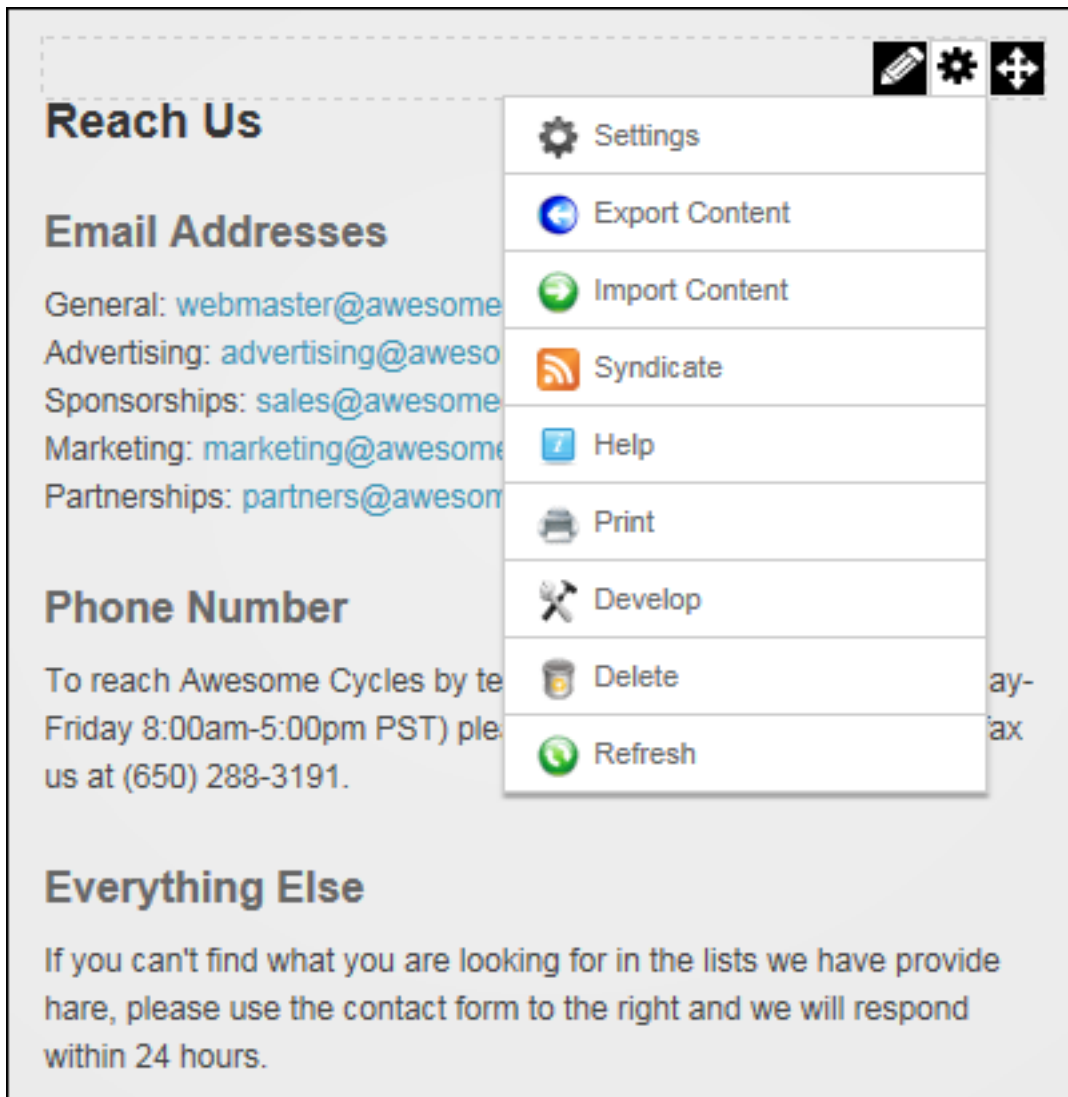 Reach Us
Settings
Export Content
Import Content
Syndicate
Help
Print
Develop
Delete
Refresh
Email Addresses
General: webmaster@awesome
Advertising: advertising@aweso
Sponsorships: sales@awesome
Marketing: marketing@awesome
Partnerships: partners@aweso
Phone Number
To reach Awesome Cycles by te ay-
Friday 8:00am-5:00pm PST) ple fax
us at (650) 288-3191.
Everything Else
If you can't find what you are looking for in the lists we have provide
hare, please use the contact form to the right and we will respond
within 24 hours.